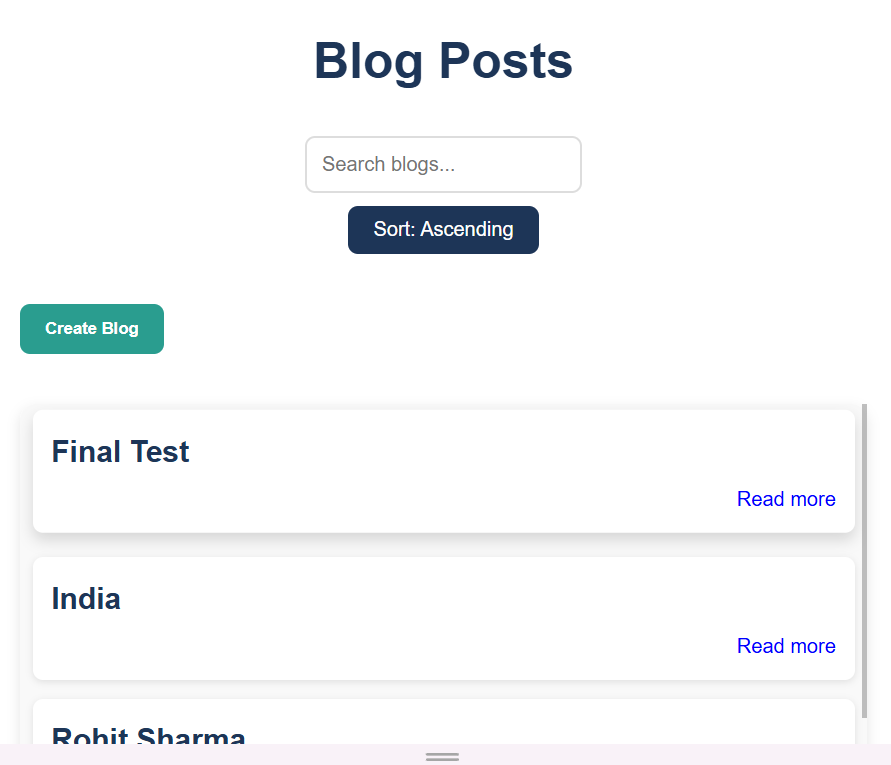 Blog Posts
Search blogs...
Sort: Ascending
Create Blog
Final Test
Read more
India
Read more
Rohit Sharma